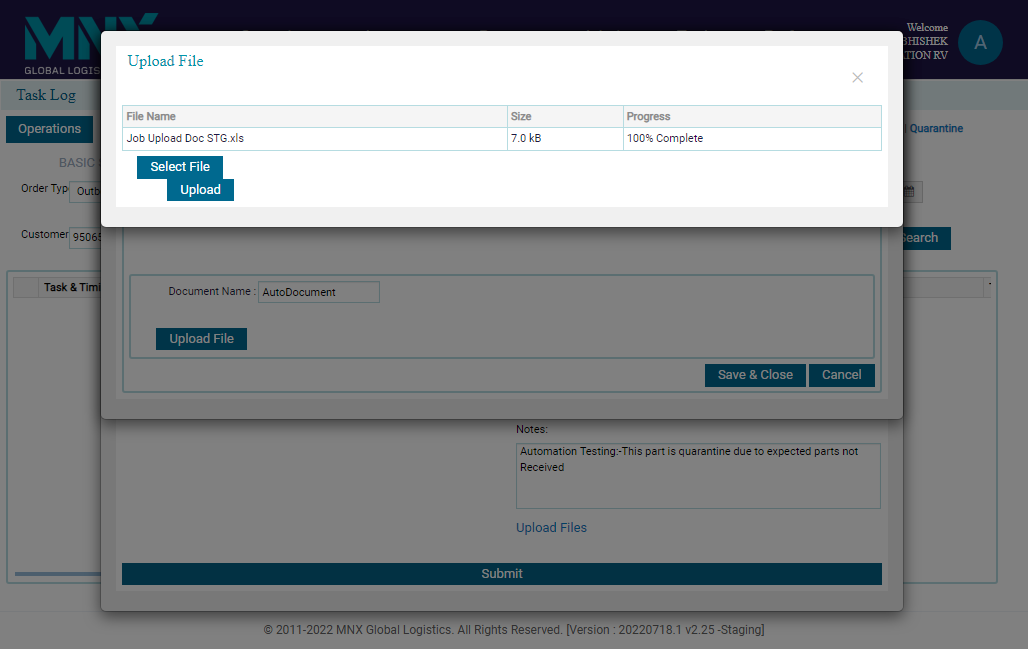 MNX
GLOBAL LOGIS
Welcome
BHISHEK
TION RV
A
Task Log
Operations
Quarantine
BASIC
Order Typ
Outb
Customer
95065
Search
Task & Timi
Upload File
×
File Name Size Progress
Job Upload Doc STG.xls 7.0 kB 100% Complete
Select File
Upload
Document Name : AutoDocument
Upload File
Save & Close Cancel
Notes:
Automation Testing:-This part is quarantine due to expected parts not
Received
Upload Files
Submit
© 2011-2022 MNX Global Logistics. All Rights Reserved. [Version : 20220718.1 v2.25 -Staging]